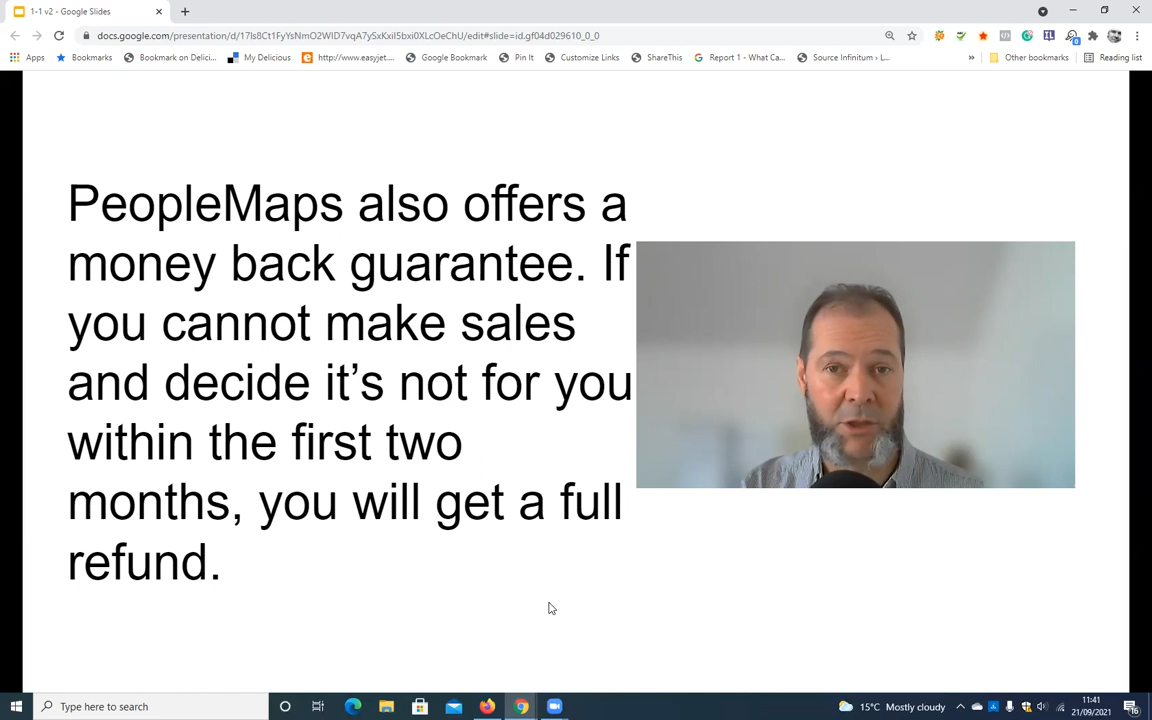 1-1 v2 - Google Slides
docs.google.com/presentation/d/17ls8Ct1FyYsNmO2WlD7vqA7ySxKxiI5bxi0XLcOeChU/edit#slide=id.gf04d029610_0_0
Apps Bookmarks Bookmark on Delici... My Delicious http://www.easyjet.... Google Bookmark Pin It Customize Links ShareThis Report 1 - What Ca... Source Infinitum › L... » Other bookmarks Reading list
PeopleMaps also offers a
money back guarantee. If
you cannot make sales
and decide it’s not for you
within the first two
months, you will get a full
refund.
Type here to search
15°C Mostly cloudy
11:41
21/09/2021
16